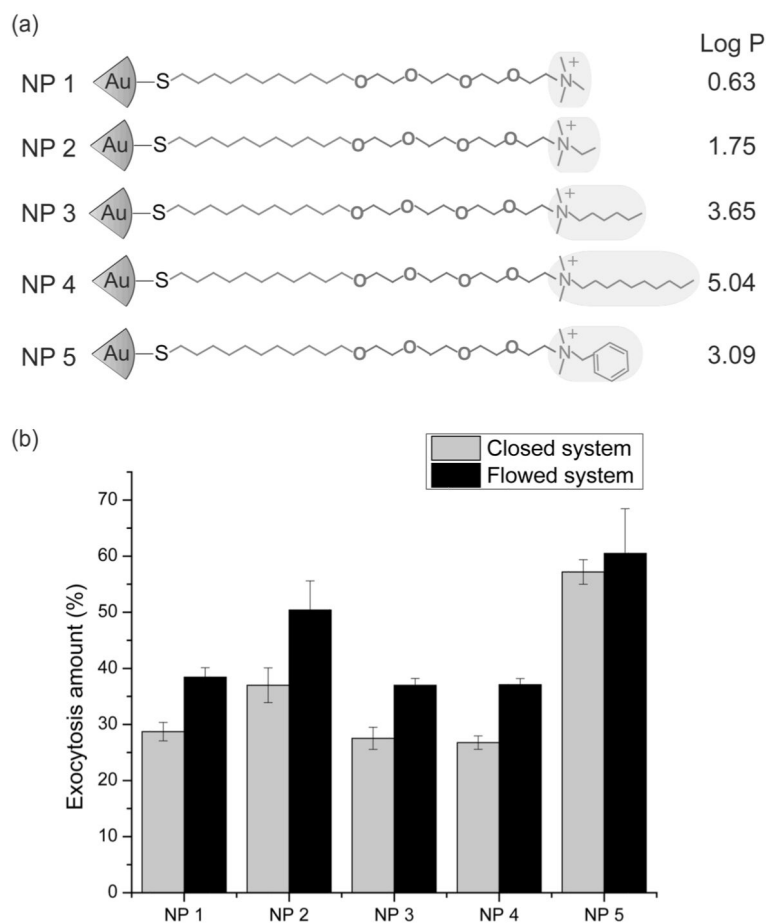 (a)
Log P
NP 1 Au S O O O O N + 0.63
NP 2 Au S O O O O N + 1.75
NP 3 Au S O O O O N + 3.65
NP 4 Au S O O O O N + 5.04
NP 5 Au S O O O O N + 3.09
(b)
Closed system
Flowed system
Exocytosis amount (%)
70
60
50
40
30
20
10
0
NP 1 NP 2 NP 3 NP 4 NP 5